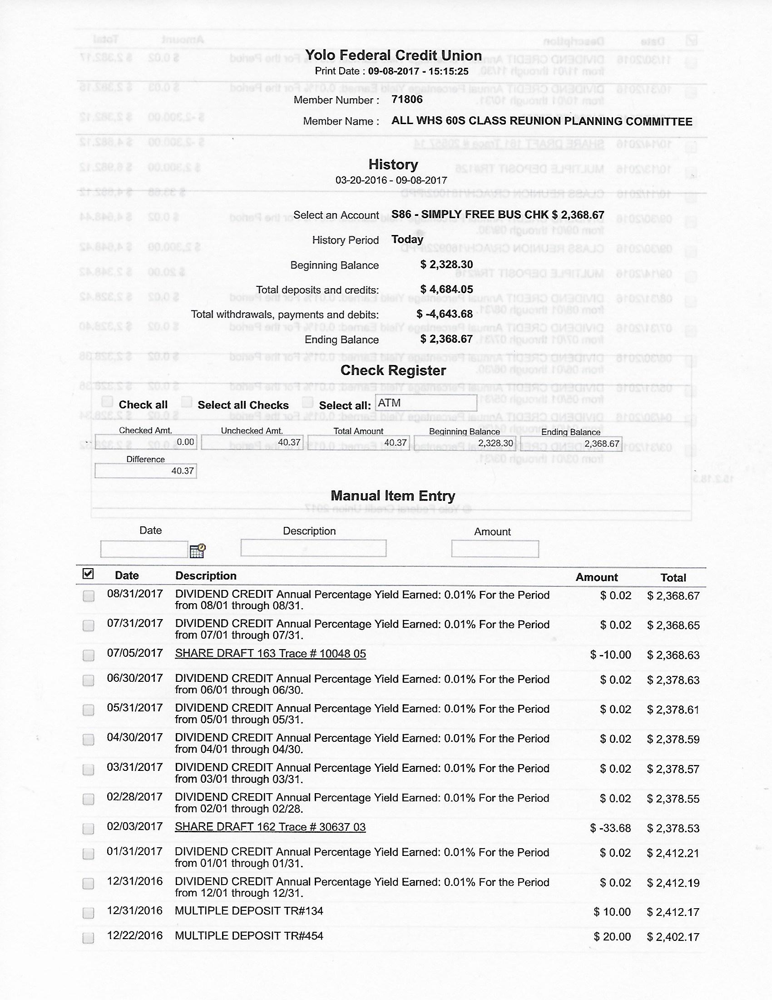 Yolo Federal Credit Union
Print Date : 09-08-2017 - 15:15:25
Member Number : 71806
Member Name : ALL WHS 60S CLASS REUNION PLANNING COMMITTEE
History
03-20-2016 - 09-08-2017
Select an Account S86 - SIMPLY FREE BUS CHK $ 2,368.67
History Period Today
Beginning Balance $ 2,328.30
Total deposits and credits: $ 4,684.05
Total withdrawals, payments and debits: $ -4,643.68
Ending Balance $ 2,368.67
Check Register
Check all Select all Checks Select all: ATM
Checked Amt. Unchecked Amt. Total Amount Beginning Balance Ending Balance
0.00 40.37 40.37 2,328.30 2,368.67
Difference
40.37
Manual Item Entry
Date Description Amount
Date Description Amount Total
08/31/2017 DIVIDEND CREDIT Annual Percentage Yield Earned: 0.01% For the Period $ 0.02 $ 2,368.67
from 08/01 through 08/31.
07/31/2017 DIVIDEND CREDIT Annual Percentage Yield Earned: 0.01% For the Period $ 0.02 $ 2,368.65
from 07/01 through 07/31.
07/05/2017 SHARE DRAFT 163 Trace # 10048 05 $ -10.00 $ 2,368.63
06/30/2017 DIVIDEND CREDIT Annual Percentage Yield Earned: 0.01% For the Period $ 0.02 $ 2,378.63
from 06/01 through 06/30.
05/31/2017 DIVIDEND CREDIT Annual Percentage Yield Earned: 0.01% For the Period $ 0.02 $ 2,378.61
from 05/01 through 05/31.
04/30/2017 DIVIDEND CREDIT Annual Percentage Yield Earned: 0.01% For the Period $ 0.02 $ 2,378.59
from 04/01 through 04/30.
03/31/2017 DIVIDEND CREDIT Annual Percentage Yield Earned: 0.01% For the Period $ 0.02 $ 2,378.57
from 03/01 through 03/31.
02/28/2017 DIVIDEND CREDIT Annual Percentage Yield Earned: 0.01% For the Period $ 0.02 $ 2,378.55
from 02/01 through 02/28.
02/03/2017 SHARE DRAFT 162 Trace # 30637 03 $ -33.68 $ 2,378.53
01/31/2017 DIVIDEND CREDIT Annual Percentage Yield Earned: 0.01% For the Period $ 0.02 $ 2,412.21
from 01/01 through 01/31.
12/31/2016 DIVIDEND CREDIT Annual Percentage Yield Earned: 0.01% For the Period $ 0.02 $ 2,412.19
from 12/01 through 12/31.
12/31/2016 MULTIPLE DEPOSIT TR#134 $ 10.00 $ 2,412.17
12/22/2016 MULTIPLE DEPOSIT TR#454 $ 20.00 $ 2,402.17